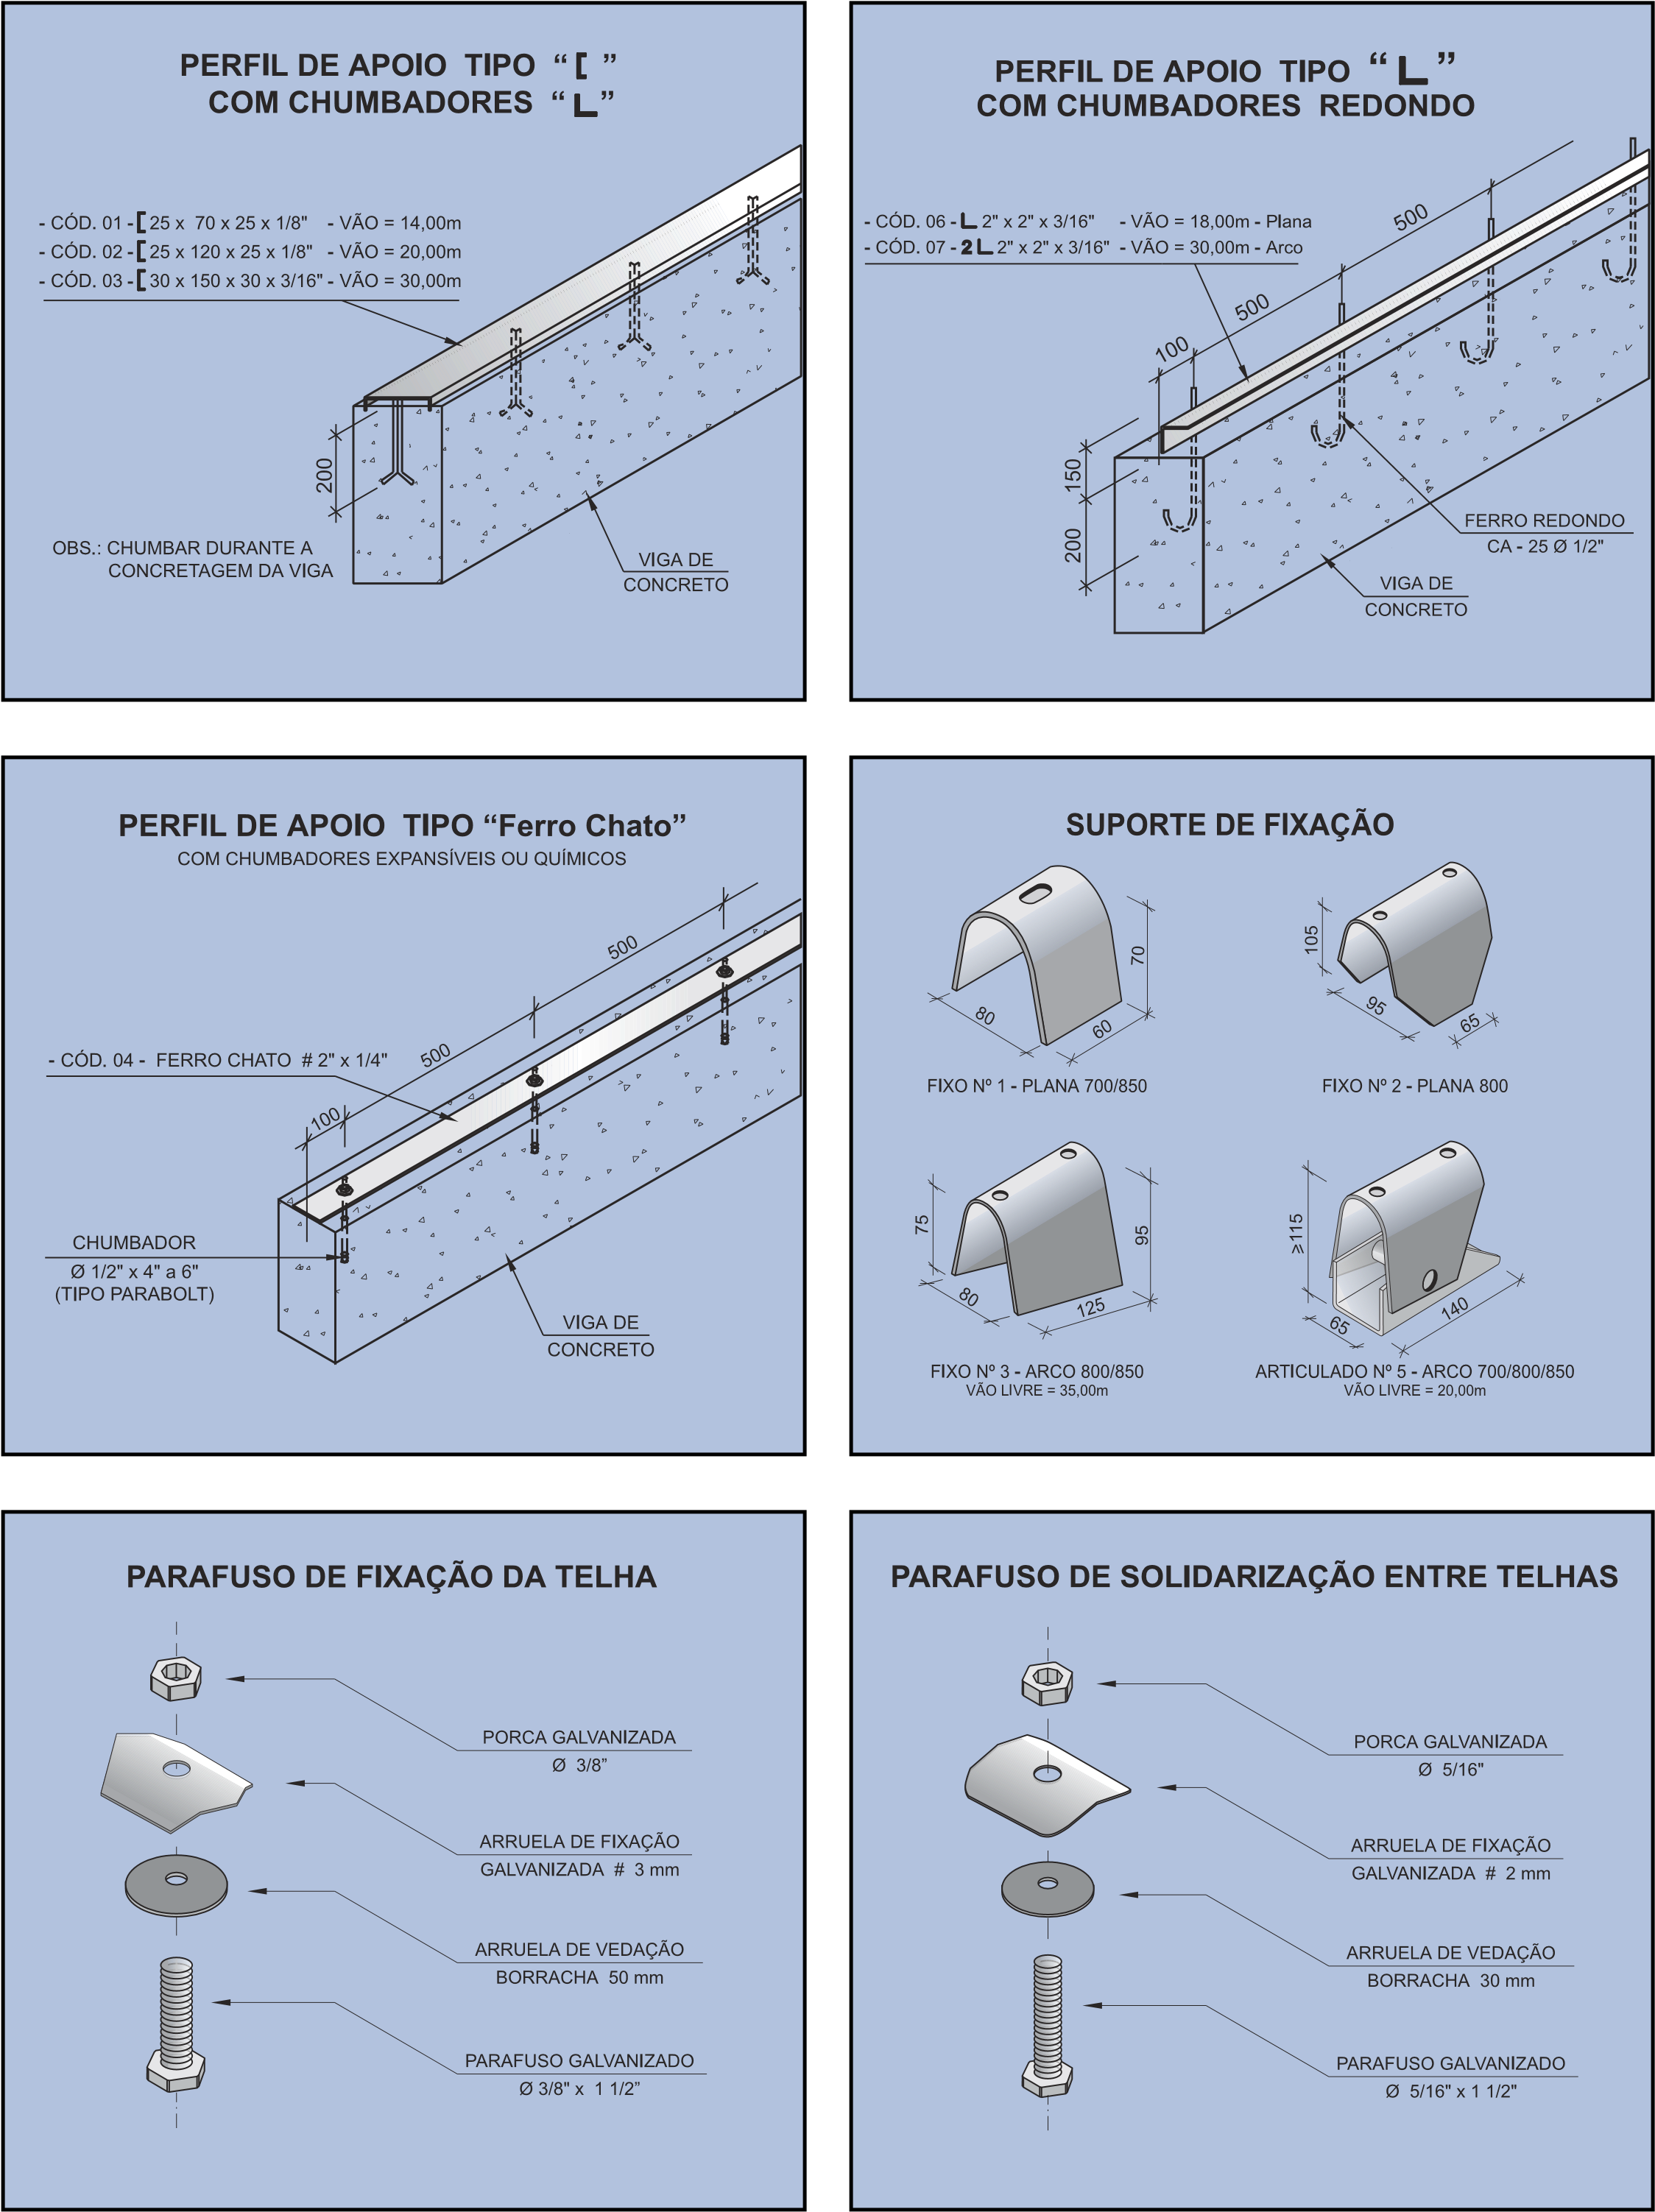 PERFIL DE APOIO TIPO “[ ”
COM CHUMBADORES “L”
- CÓD. 01 -[ 25 x 70 x 25 x 1/8" - VÃO = 14,00m
- CÓD. 02 -[ 25 x 120 x 25 x 1/8" - VÃO = 20,00m
- CÓD. 03 -[ 30 x 150 x 30 x 3/16" - VÃO = 30,00m
200
OBS.: CHUMBAR DURANTE A
CONCRETAGEM DA VIGA
VIGA DE
CONCRETO
PERFIL DE APOIO TIPO “L”
COM CHUMBADORES REDONDO
- CÓD. 06 - L 2" x 2" x 3/16" - VÃO = 18,00m - Plana
- CÓD. 07 - 2 L 2" x 2" x 3/16" - VÃO = 30,00m - Arco
500
500
100
150
200
FERRO REDONDO
CA - 25 Ø 1/2"
VIGA DE
CONCRETO
PERFIL DE APOIO TIPO “Ferro Chato”
COM CHUMBADORES EXPANSÍVEIS OU QUÍMICOS
500
500
- CÓD. 04 - FERRO CHATO # 2" x 1/4"
100
CHUMBADOR
Ø 1/2" x 4" a 6"
(TIPO PARABOLT)
VIGA DE
CONCRETO
SUPORTE DE FIXAÇÃO
70
80
60
FIXO Nº 1 - PLANA 700/850
105
95
65
FIXO Nº 2 - PLANA 800
75
95
80
125
FIXO Nº 3 - ARCO 800/850
VÃO LIVRE = 35,00m
≥115
65
140
ARTICULADO Nº 5 - ARCO 700/800/850
VÃO LIVRE = 20,00m
PARAFUSO DE FIXAÇÃO DA TELHA
PORCA GALVANIZADA
Ø 3/8”
ARRUELA DE FIXAÇÃO
GALVANIZADA # 3 mm
ARRUELA DE VEDAÇÃO
BORRACHA 50 mm
PARAFUSO GALVANIZADO
Ø 3/8" x 1 1/2”
PARAFUSO DE SOLIDARIZAÇÃO ENTRE TELHAS
PORCA GALVANIZADA
Ø 5/16"
ARRUELA DE FIXAÇÃO
GALVANIZADA # 2 mm
ARRUELA DE VEDAÇÃO
BORRACHA 30 mm
PARAFUSO GALVANIZADO
Ø 5/16" x 1 1/2"